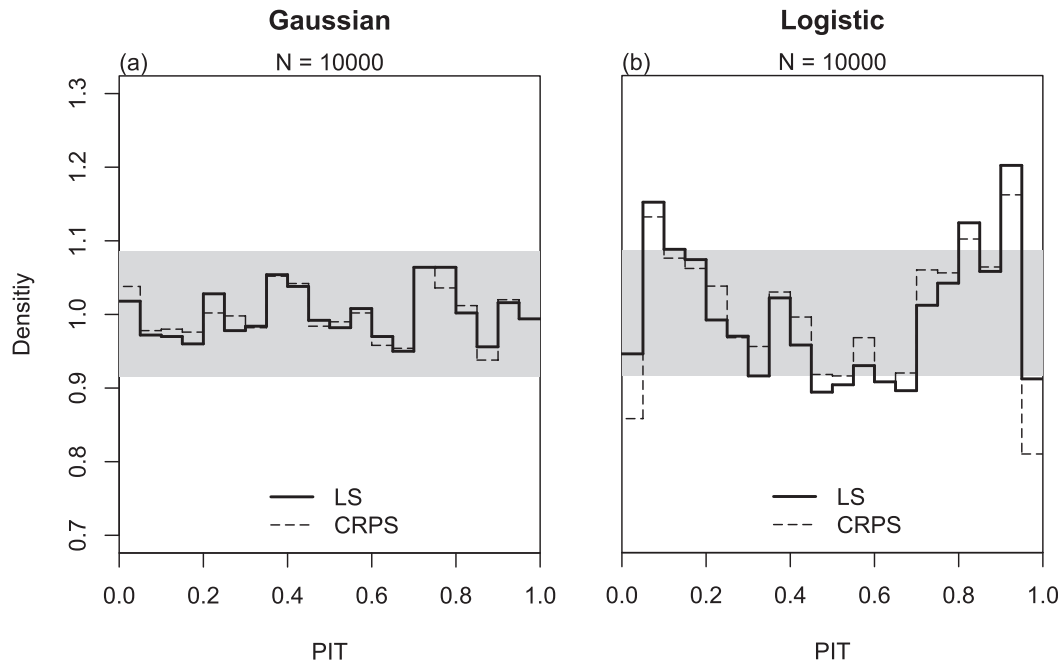 Gaussian
Logistic
(a) N = 10000
(b) N = 10000
Densitiy
1.3
1.2
1.1
1.0
0.9
0.8
0.7
LS
CRPS
LS
CRPS
0.0 0.2 0.4 0.6 0.8 1.0
0.0 0.2 0.4 0.6 0.8 1.0
PIT
PIT